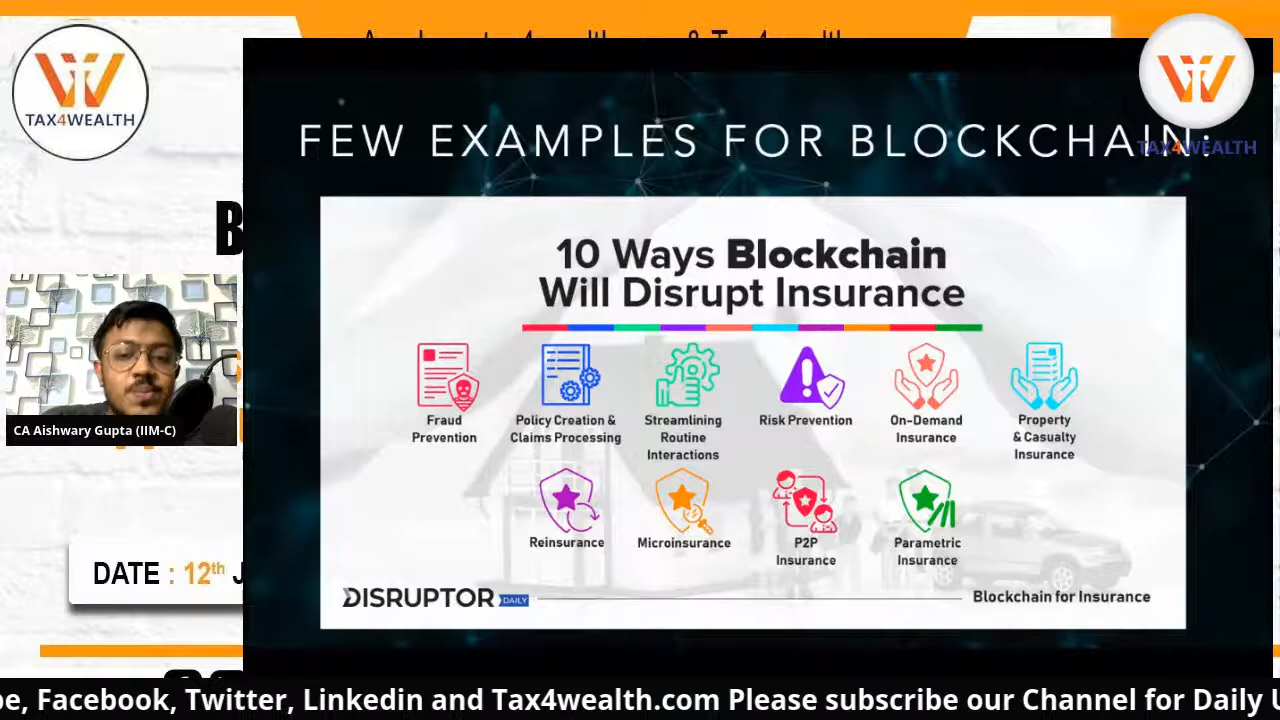 TAX4WEALTH
TAX4WEALTH
FEW EXAMPLES FOR BLOCKCHAIN:
B
10 Ways Blockchain
Will Disrupt Insurance
Fraud
Prevention
Policy Creation &
Claims Processing
Streamlining
Routine
Interactions
Risk Prevention
On-Demand
Insurance
Property
& Casualty
Insurance
Reinsurance
Microinsurance
P2P
Insurance
Parametric
Insurance
DISRUPTOR DAILY
Blockchain for Insurance
CA Aishwary Gupta (IIM-C)
DATE : 12th J
be, Facebook, Twitter, Linkedin and Tax4wealth.com Please subscribe our Channel for Daily U